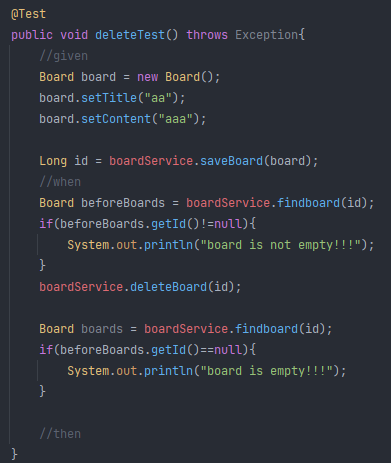 @Test
public void deleteTest() throws Exception{
//given
Board board = new Board();
board.setTitle("aa");
board.setContent("aaa");
Long id = boardService.saveBoard(board);
//when
Board beforeBoards = boardService.findboard(id);
if(beforeBoards.getId()!=null){
System.out.println("board is not empty!!!");
}
boardService.deleteBoard(id);
Board boards = boardService.findboard(id);
if(beforeBoards.getId()==null){
System.out.println("board is empty!!!");
}
//then
}